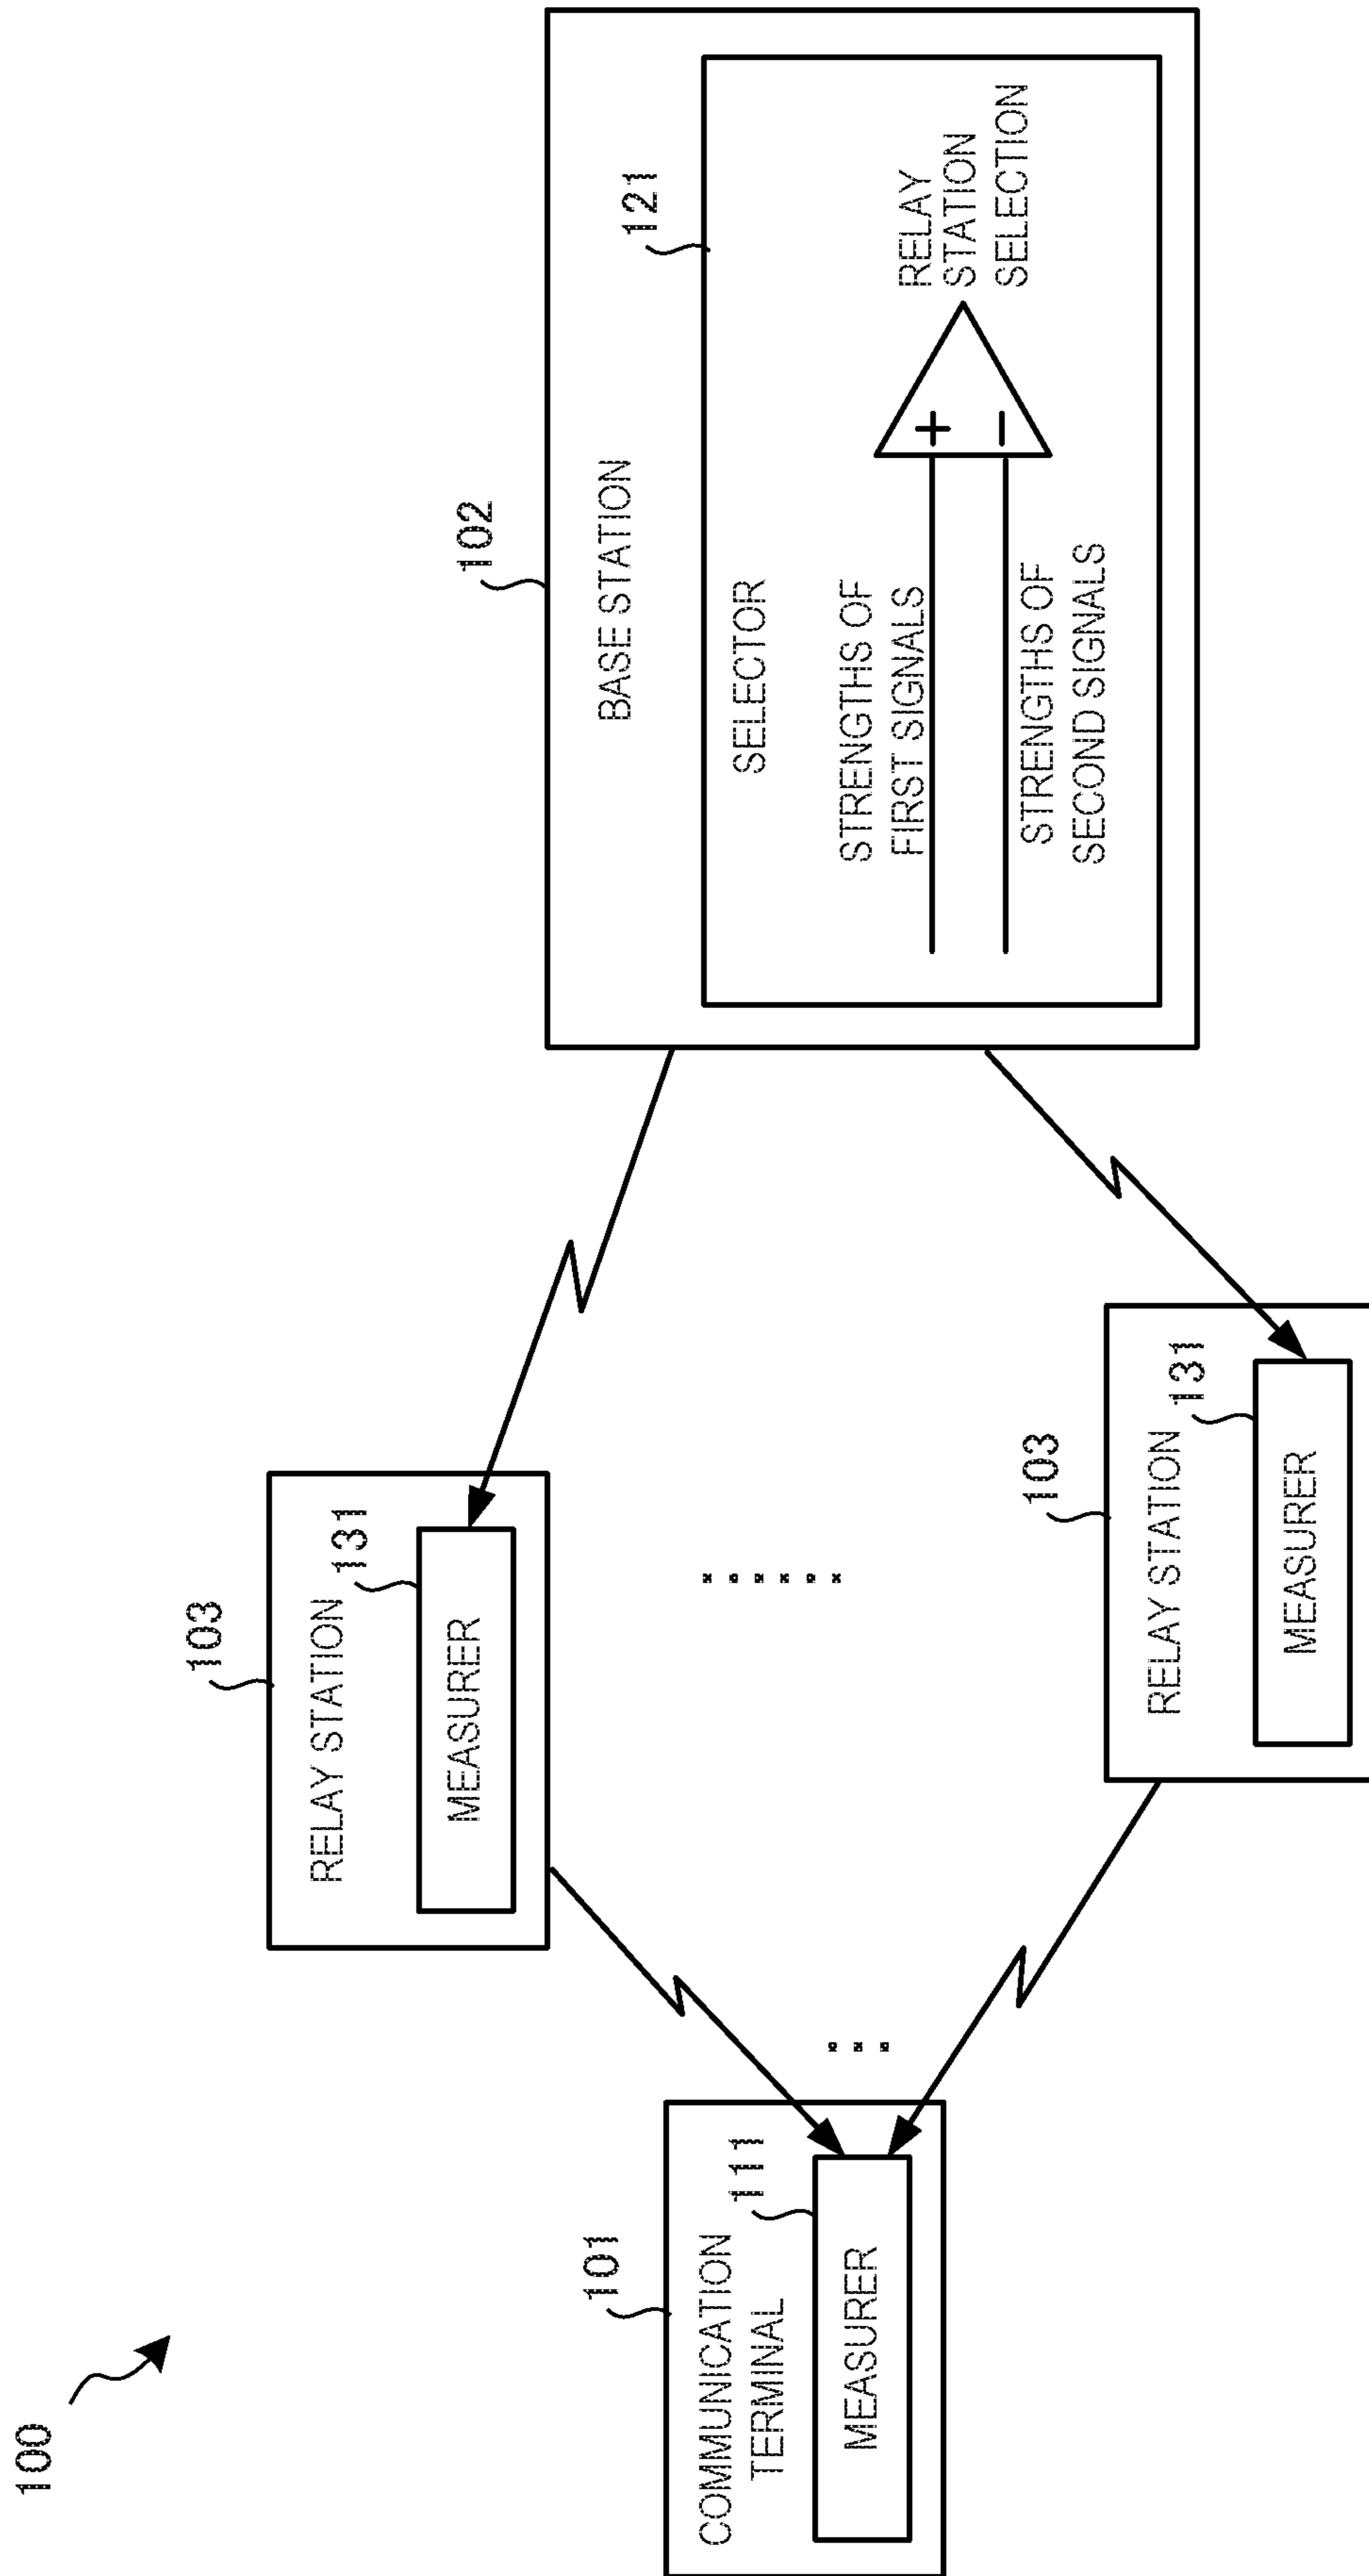 100
101
COMMUNICATION
TERMINAL
111
MEASURER
103
RELAY STATION
131
MEASURER
103
RELAY STATION
131
MEASURER
102
BASE STATION
121
SELECTOR
STRENGTHS OF
FIRST SIGNALS
STRENGTHS OF
SECOND SIGNALS
+
−
RELAY
STATION
SELECTION